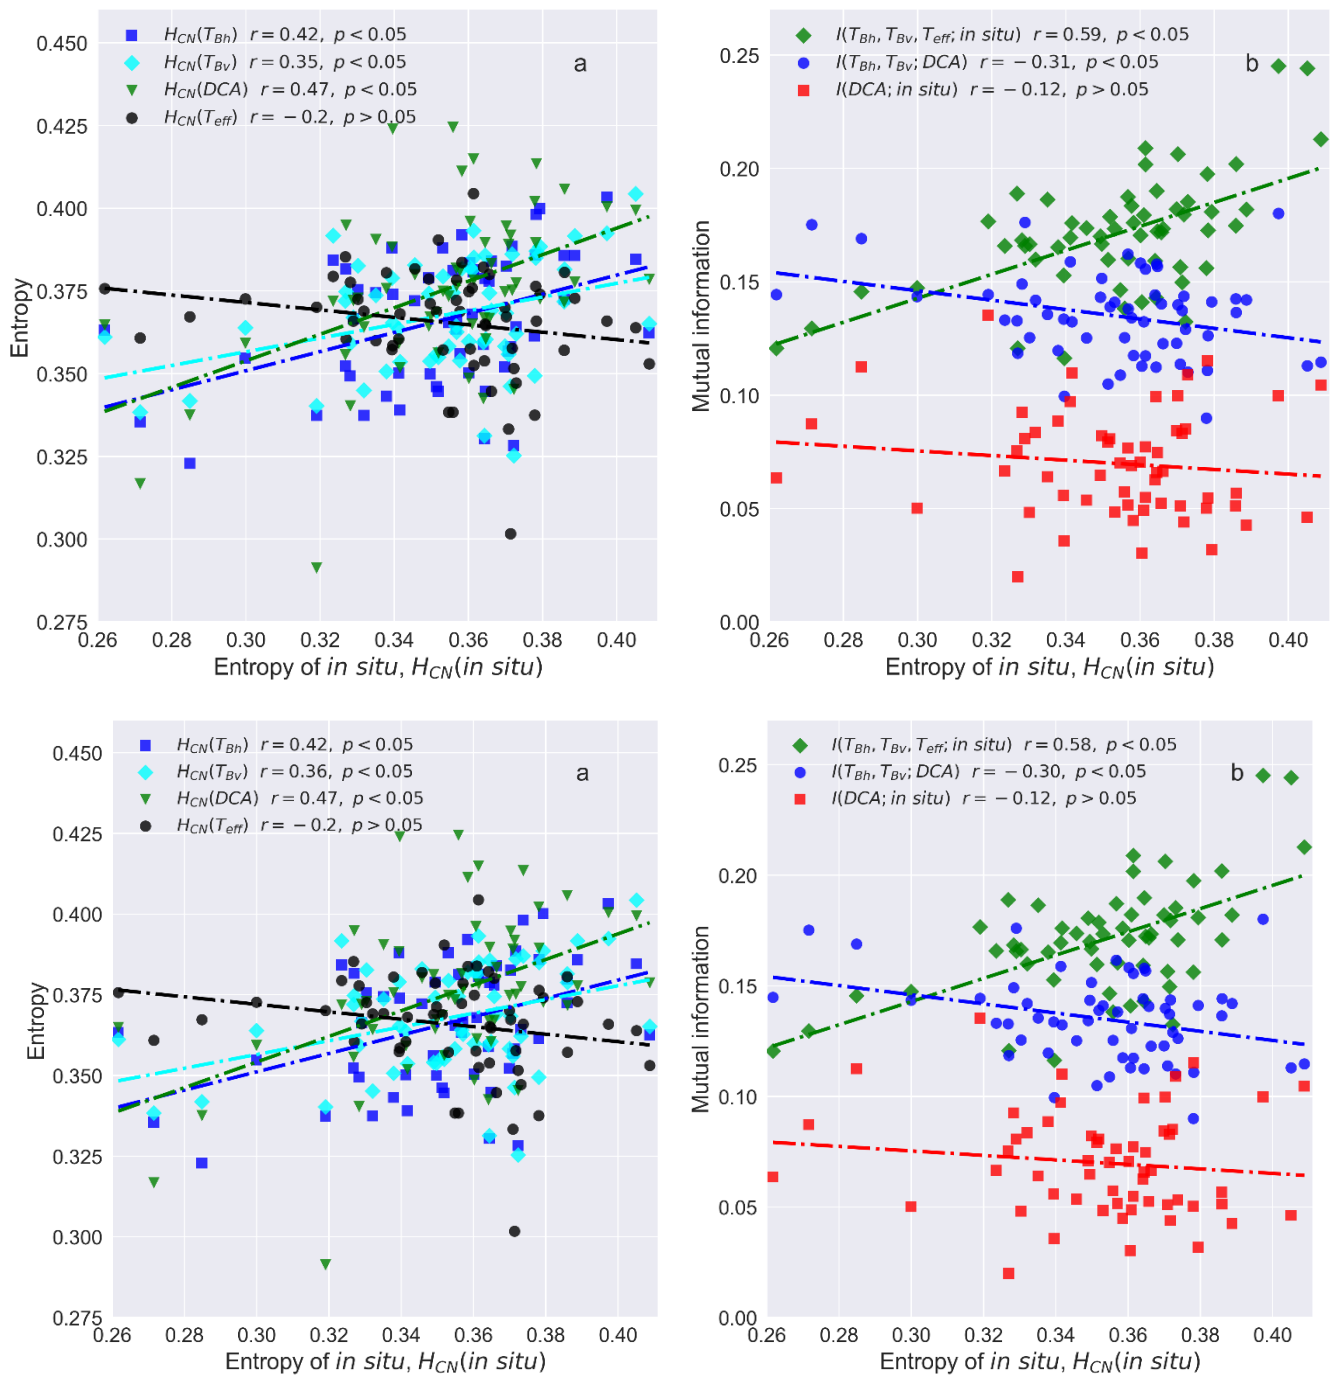 H_CN(T_Bh) r = 0.42, p < 0.05
H_CN(T_Bv) r = 0.35, p < 0.05
H_CN(DCA) r = 0.47, p < 0.05
H_CN(T_eff) r = −0.2, p > 0.05
a
0.450
0.425
0.400
0.375
0.350
0.325
0.300
0.275
Entropy
0.26 0.30 0.32 0.34 0.36 0.38 0.40
Entropy of in situ, H_CN(in situ)
I(T_Bh, T_Bv, T_eff; in situ) r = 0.59, p < 0.05
I(T_Bh, T_Bv; DCA) r = −0.31, p < 0.05
I(DCA; in situ) r = −0.12, p > 0.05
b
0.25
0.20
0.15
0.10
0.05
0.00
Mutual information
0.26 0.30 0.32 0.34 0.36 0.38 0.40
Entropy of in situ, H_CN(in situ)
H_CN(T_Bh) r = 0.42, p < 0.05
H_CN(T_Bv) r = 0.36, p < 0.05
H_CN(DCA) r = 0.47, p < 0.05
H_CN(T_eff) r = −0.2, p > 0.05
a
0.450
0.425
0.400
0.375
0.350
0.325
0.300
0.275
Entropy
0.26 0.30 0.32 0.34 0.36 0.38 0.40
Entropy of in situ, H_CN(in situ)
I(T_Bh, T_Bv, T_eff; in situ) r = 0.58, p < 0.05
I(T_Bh, T_Bv; DCA) r = −0.30, p < 0.05
I(DCA; in situ) r = −0.12, p > 0.05
b
0.25
0.20
0.15
0.10
0.05
0.00
Mutual information
0.26 0.30 0.32 0.34 0.36 0.38 0.40
Entropy of in situ, H_CN(in situ)